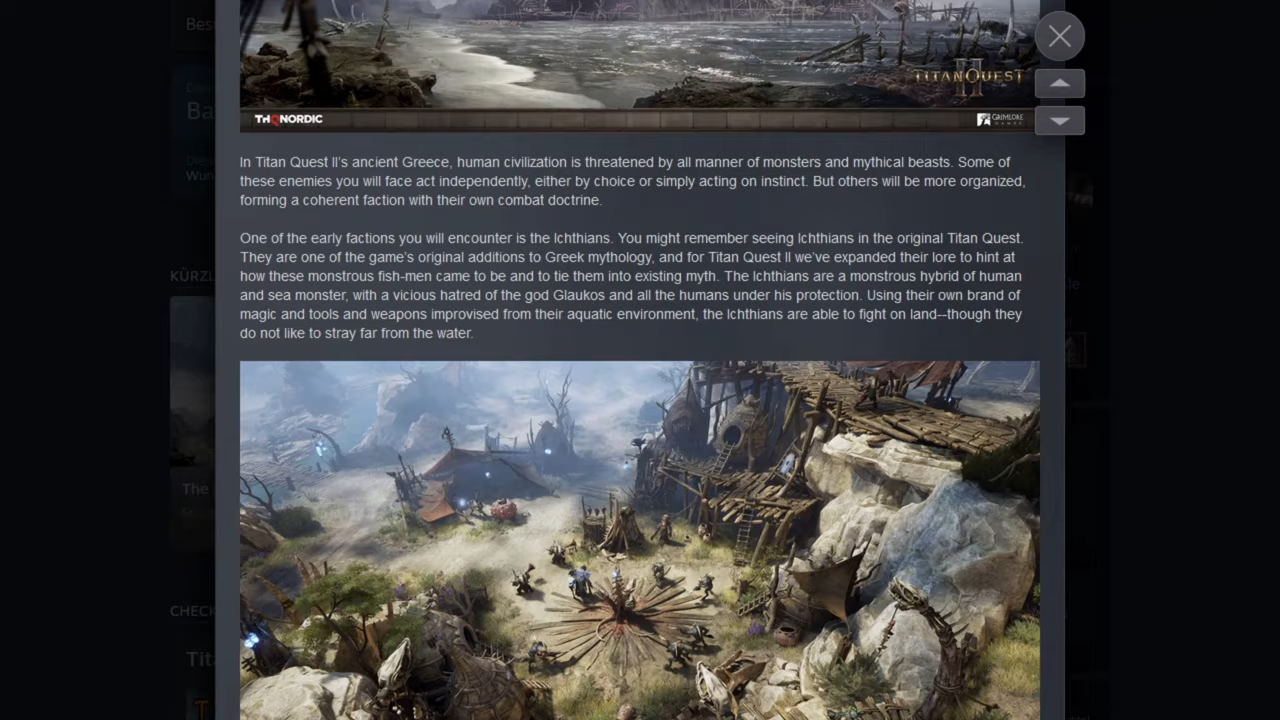 Bes
Ba
Wun
TITAN QUEST
II
THQ NORDIC
GRIMLORE
GAMES
In Titan Quest II's ancient Greece, human civilization is threatened by all manner of monsters and mythical beasts. Some of
these enemies you will face act independently, either by choice or simply acting on instinct. But others will be more organized,
forming a coherent faction with their own combat doctrine.
One of the early factions you will encounter is the Ichthians. You might remember seeing Ichthians in the original Titan Quest.
They are one of the game's original additions to Greek mythology, and for Titan Quest II we've expanded their lore to hint at
how these monstrous fish-men came to be and to tie them into existing myth. The Ichthians are a monstrous hybrid of human
and sea monster, with a vicious hatred of the god Glaukos and all the humans under his protection. Using their own brand of
magic and tools and weapons improvised from their aquatic environment, the Ichthians are able to fight on land--though they
do not like to stray far from the water.
KÜRZL
The
CHECK
Tita